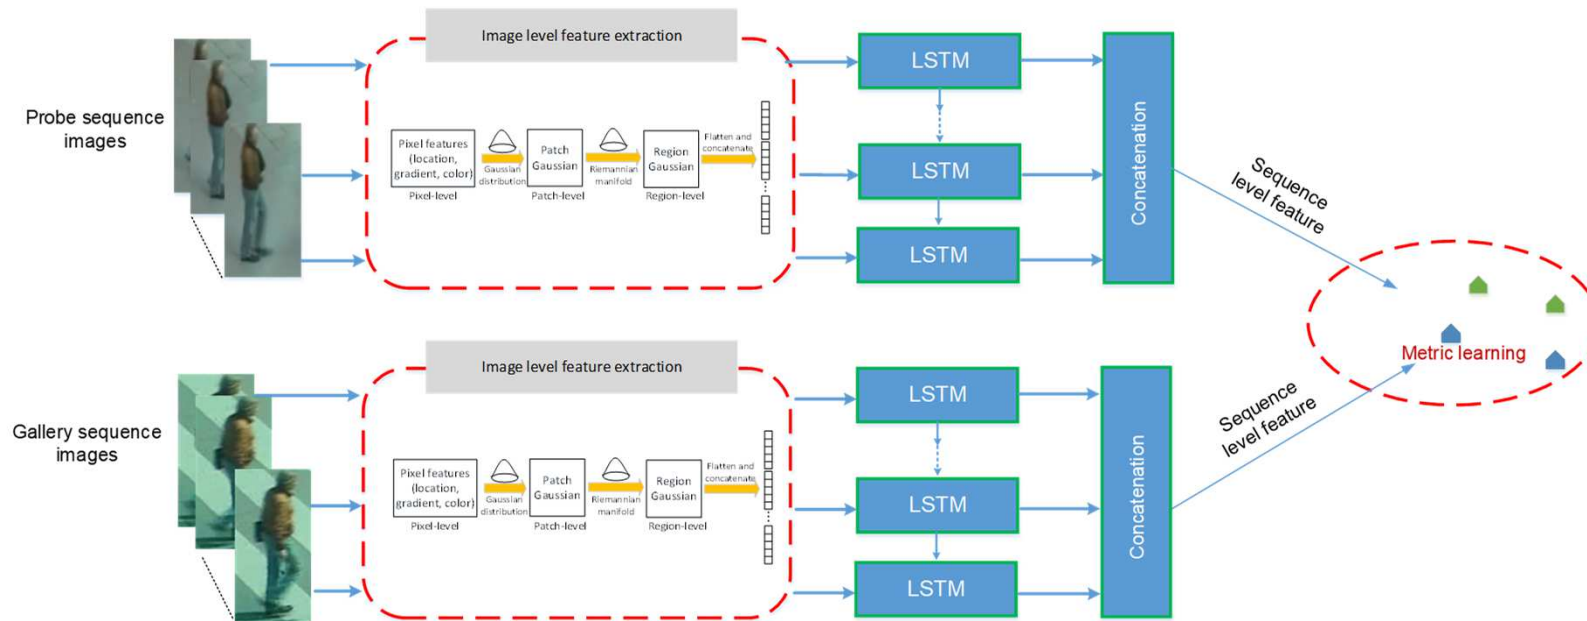 Image level feature extraction
Probe sequence
images
Pixel features
(location,
gradient, color)
Pixel-level
Gaussian
distribution
Patch
Gaussian
Patch-level
Riemannian
manifold
Region
Gaussian
Region-level
Flatten and
concatenate
LSTM
LSTM
LSTM
Concatenation
Sequence
level feature
Metric learning
Image level feature extraction
Gallery sequence
images
Pixel features
(location,
gradient, color)
Pixel-level
Gaussian
distribution
Patch
Gaussian
Patch-level
Riemannian
manifold
Region
Gaussian
Region-level
Flatten and
concatenate
LSTM
LSTM
LSTM
Concatenation
Sequence
level feature